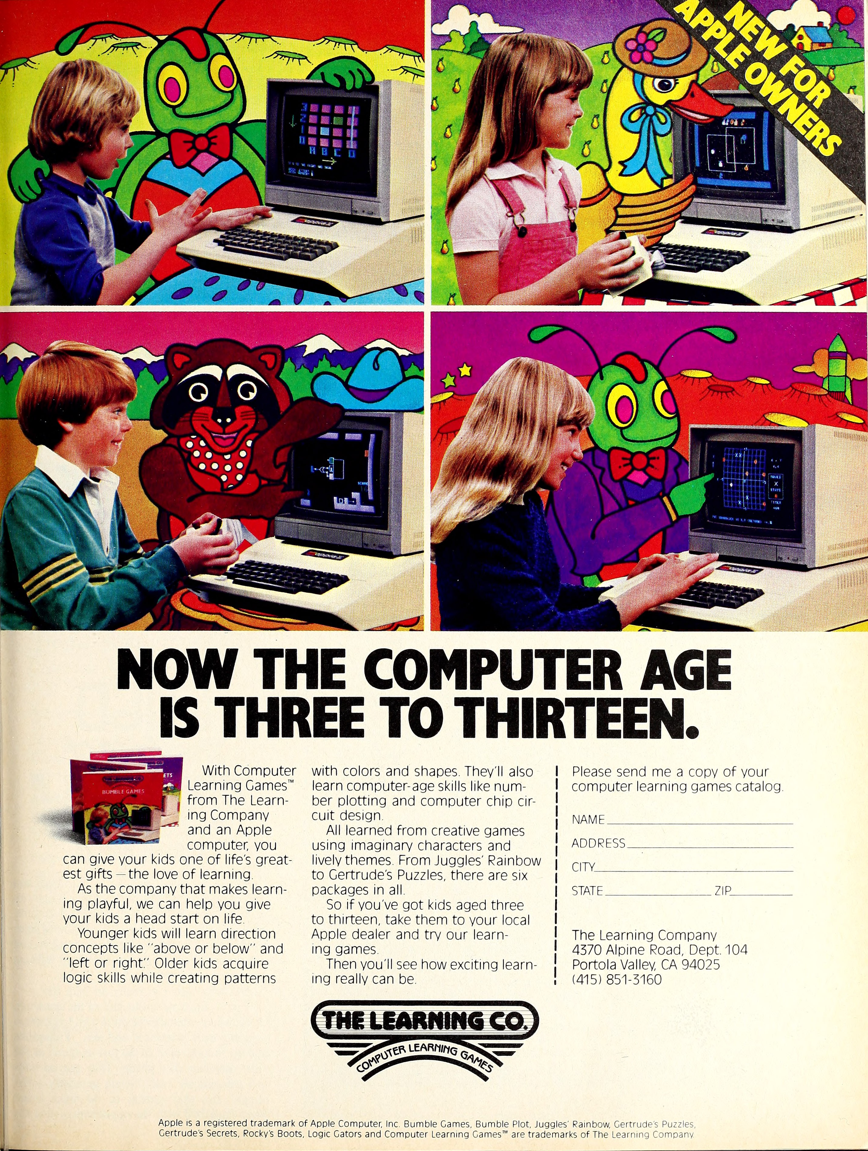 NEW FOR
APPLE OWNERS
NOW THE COMPUTER AGE
IS THREE TO THIRTEEN.
BUMBLE GAMES
With Computer
Learning Games™
from The Learn-
ing Company
and an Apple
computer, you
can give your kids one of life's great-
est gifts — the love of learning.
As the company that makes learn-
ing playful, we can help you give
your kids a head start on life.
Younger kids will learn direction
concepts like "above or below" and
"left or right." Older kids acquire
logic skills while creating patterns
with colors and shapes. They'll also
learn computer-age skills like num-
ber plotting and computer chip cir-
cuit design.
All learned from creative games
using imaginary characters and
lively themes. From Juggles' Rainbow
to Gertrude's Puzzles, there are six
packages in all.
So if you've got kids aged three
to thirteen, take them to your local
Apple dealer and try our learn-
ing games.
Then you'll see how exciting learn-
ing really can be.
Please send me a copy of your
computer learning games catalog.
NAME
ADDRESS
CITY
STATE ZIP
The Learning Company
4370 Alpine Road, Dept. 104
Portola Valley, CA 94025
(415) 851-3160
THE LEARNING CO.
COMPUTER LEARNING GAMES
Apple is a registered trademark of Apple Computer, Inc. Bumble Games, Bumble Plot, Juggles' Rainbow, Gertrude's Puzzles,
Gertrude's Secrets, Rocky's Boots, Logic Gators and Computer Learning Games™ are trademarks of The Learning Company.